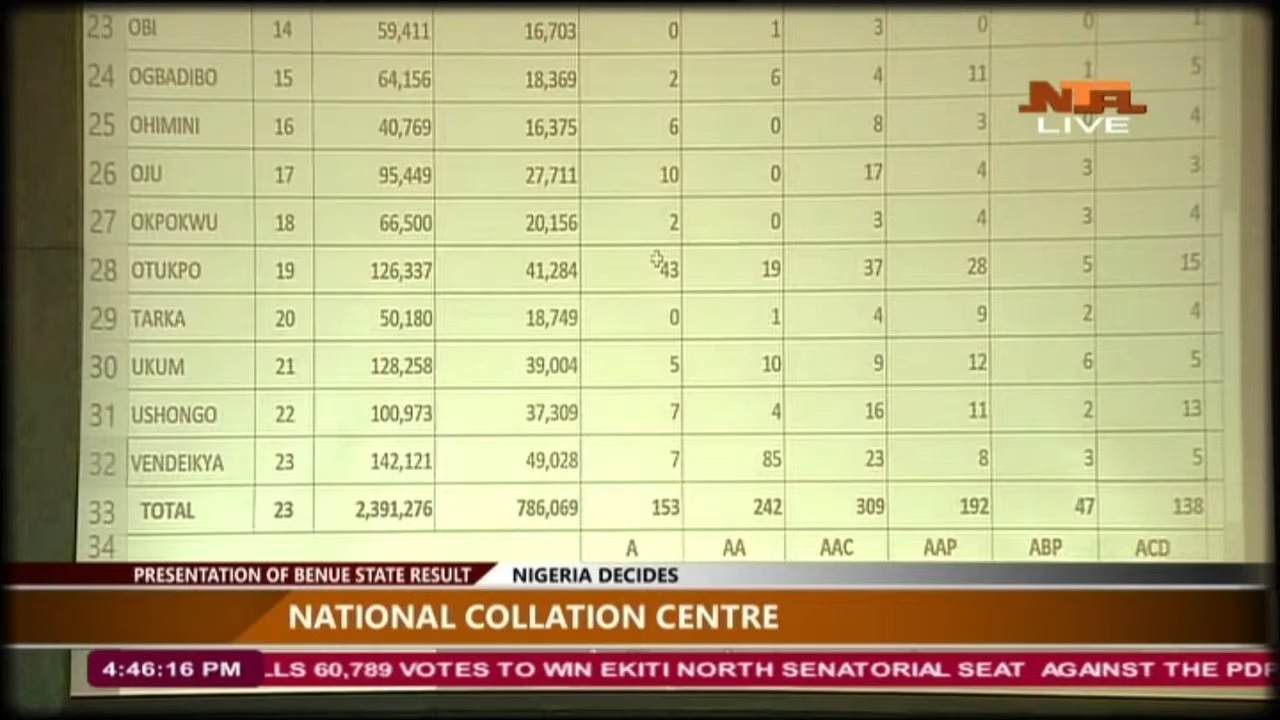 23 OBI 14 59,411 16,703 0 1 3 0 0 1
24 OGBADIBO 15 64,156 18,369 2 6 4 11 1 5
25 OHIMINI 16 40,769 16,375 6 0 8 3 0 4
26 OJU 17 95,449 27,711 10 0 17 4 3 3
27 OKPOKWU 18 66,500 20,156 2 0 3 4 3 4
28 OTUKPO 19 126,337 41,284 43 19 37 28 5 15
29 TARKA 20 50,180 18,749 0 1 4 9 2 4
30 UKUM 21 128,258 39,004 5 10 9 12 6 5
31 USHONGO 22 100,973 37,309 7 4 16 11 2 13
32 VENDEIKYA 23 142,121 49,028 7 85 23 8 3 5
33 TOTAL 23 2,391,276 786,069 153 242 309 192 47 138
34 A AA AAC AAP ABP ACD
NTA
LIVE
PRESENTATION OF BENUE STATE RESULT NIGERIA DECIDES
NATIONAL COLLATION CENTRE
4:46:16 PM LLS 60,789 VOTES TO WIN EKITI NORTH SENATORIAL SEAT AGAINST THE PDP